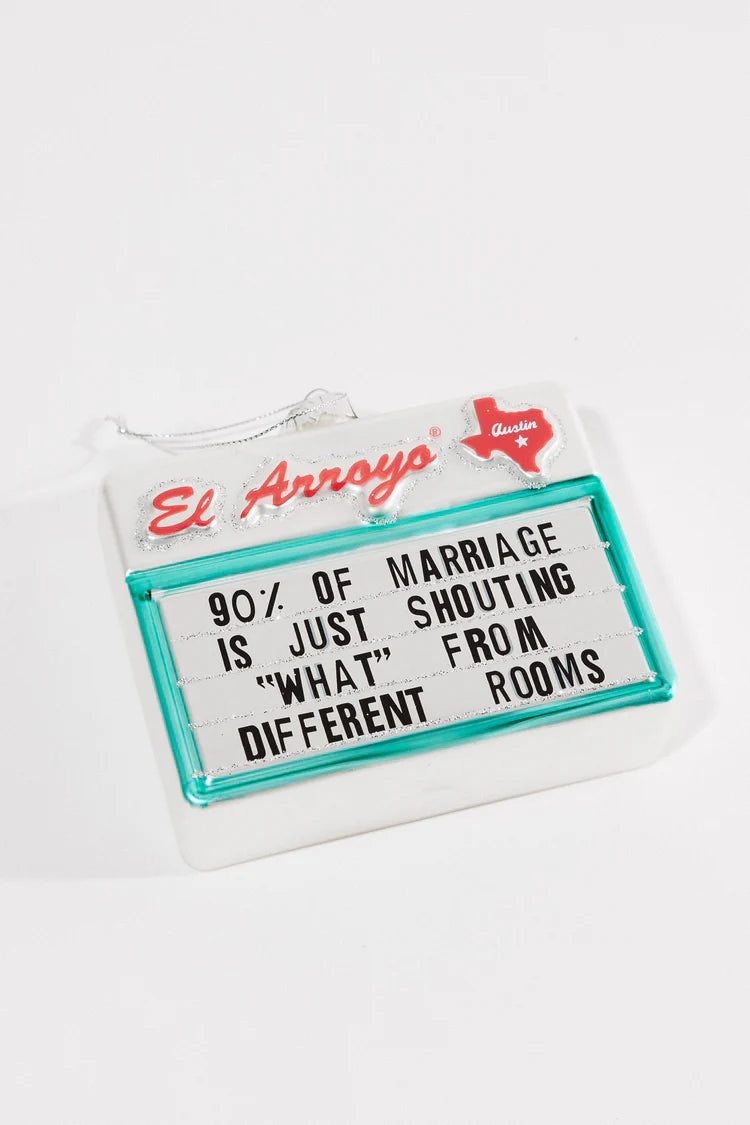 El Arroyo®
Austin
90% OF MARRIAGE
IS JUST SHOUTING
"WHAT" FROM
DIFFERENT ROOMS